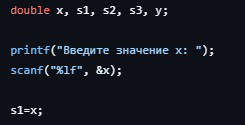 double x, s1, s2, s3, y;
printf("Введите значение x: ");
scanf("%lf", &x);
s1=x;